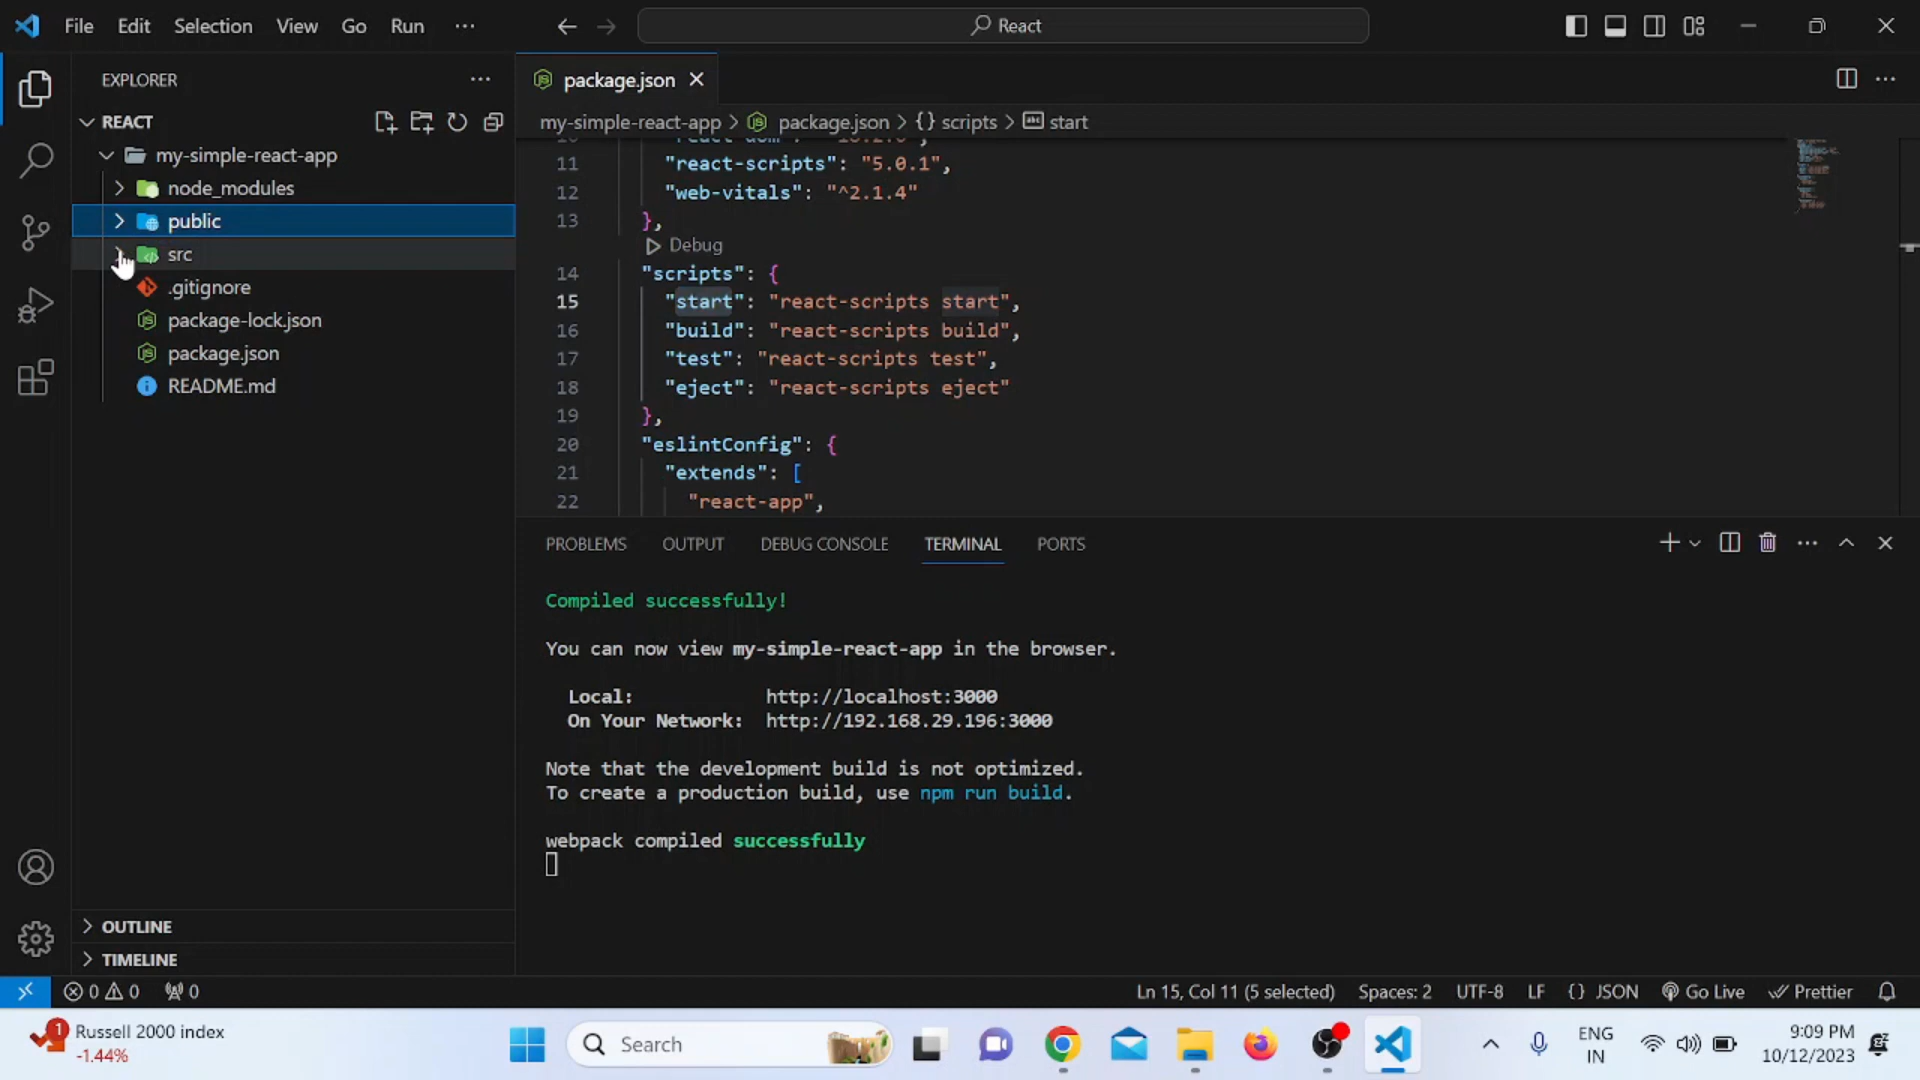 File Edit Selection View Go Run ...
React
EXPLORER
package.json
REACT
my-simple-react-app > package.json > {} scripts > abc start
my-simple-react-app
node_modules
public
src
.gitignore
package-lock.json
package.json
README.md
11 "react-scripts": "5.0.1",
12 "web-vitals": "^2.1.4"
13 },
Debug
14 "scripts": {
15 "start": "react-scripts start",
16 "build": "react-scripts build",
17 "test": "react-scripts test",
18 "eject": "react-scripts eject"
19 },
20 "eslintConfig": {
21 "extends": [
22 "react-app",
PROBLEMS OUTPUT DEBUG CONSOLE TERMINAL PORTS
Compiled successfully!
You can now view my-simple-react-app in the browser.
Local: http://localhost:3000
On Your Network: http://192.168.29.196:3000
Note that the development build is not optimized.
To create a production build, use npm run build.
webpack compiled successfully
OUTLINE
TIMELINE
0 0 0
Ln 15, Col 11 (5 selected) Spaces: 2 UTF-8 LF {} JSON Go Live Prettier
1 Russell 2000 index
-1.44%
Search
ENG
IN
9:09 PM
10/12/2023